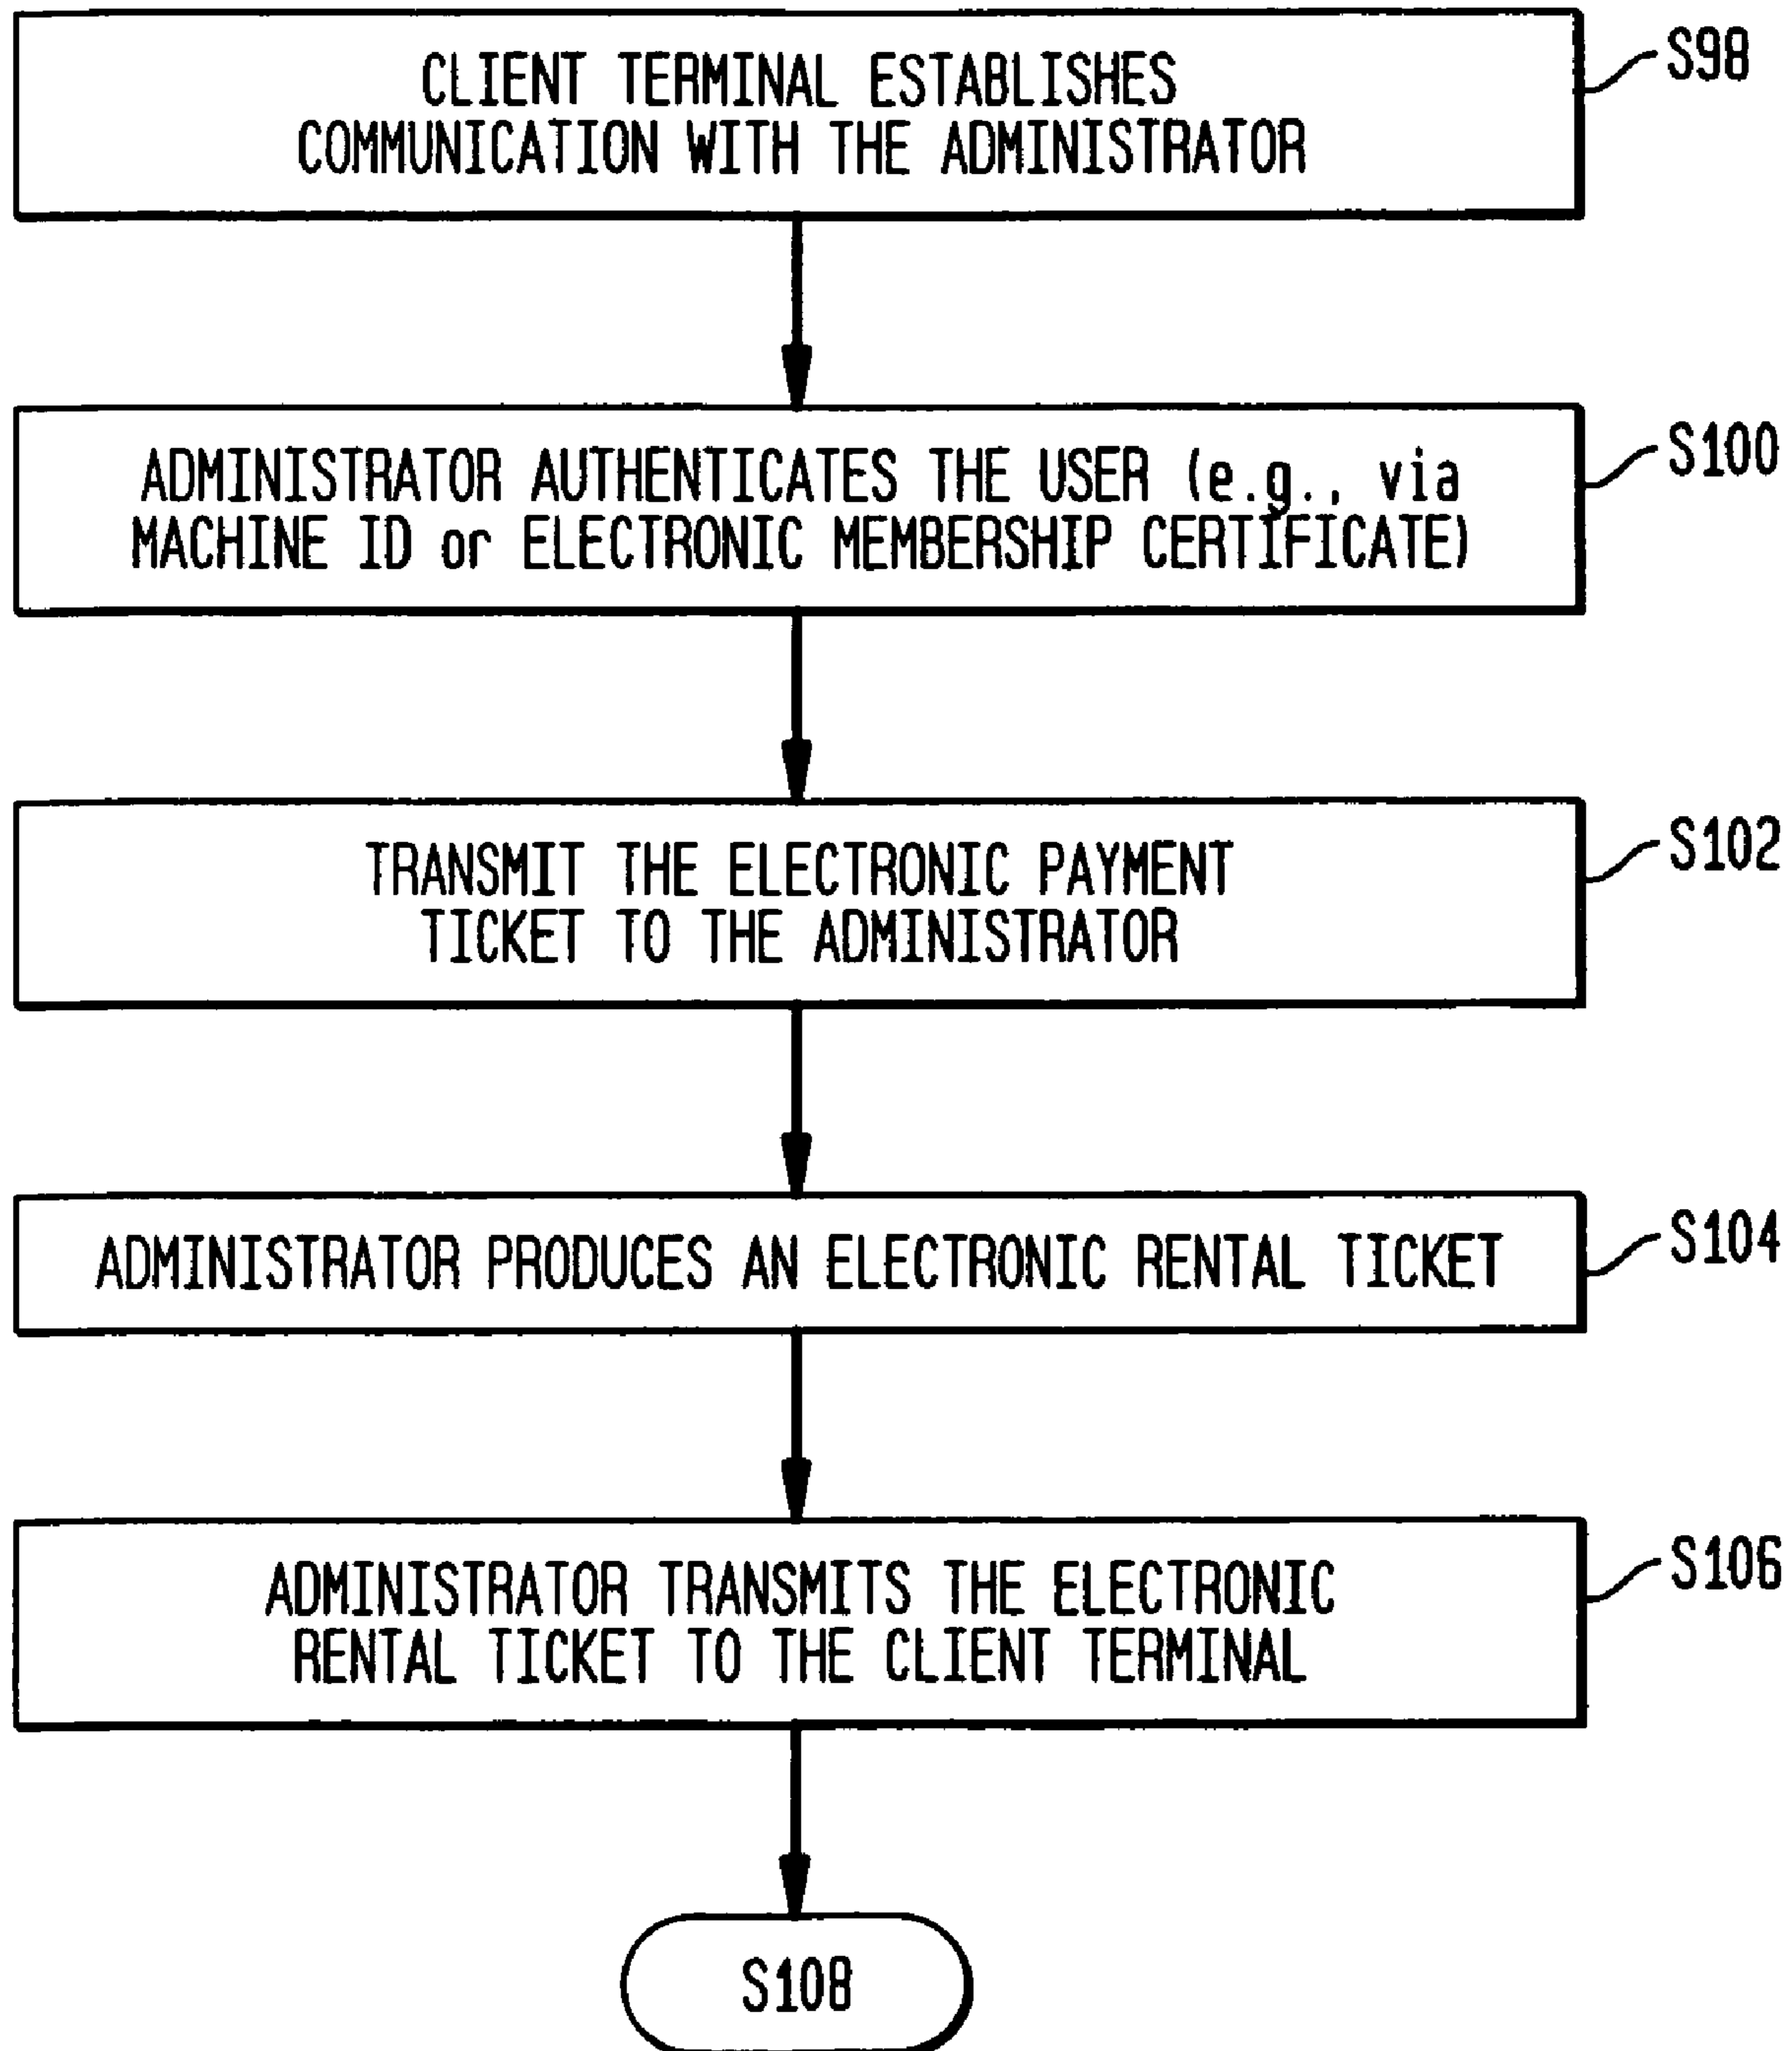 CLIENT TERMINAL ESTABLISHES
COMMUNICATION WITH THE ADMINISTRATOR
S98
ADMINISTRATOR AUTHENTICATES THE USER (e.g., via
MACHINE ID or ELECTRONIC MEMBERSHIP CERTIFICATE)
S100
TRANSMIT THE ELECTRONIC PAYMENT
TICKET TO THE ADMINISTRATOR
S102
ADMINISTRATOR PRODUCES AN ELECTRONIC RENTAL TICKET
S104
ADMINISTRATOR TRANSMITS THE ELECTRONIC
RENTAL TICKET TO THE CLIENT TERMINAL
S106
S108